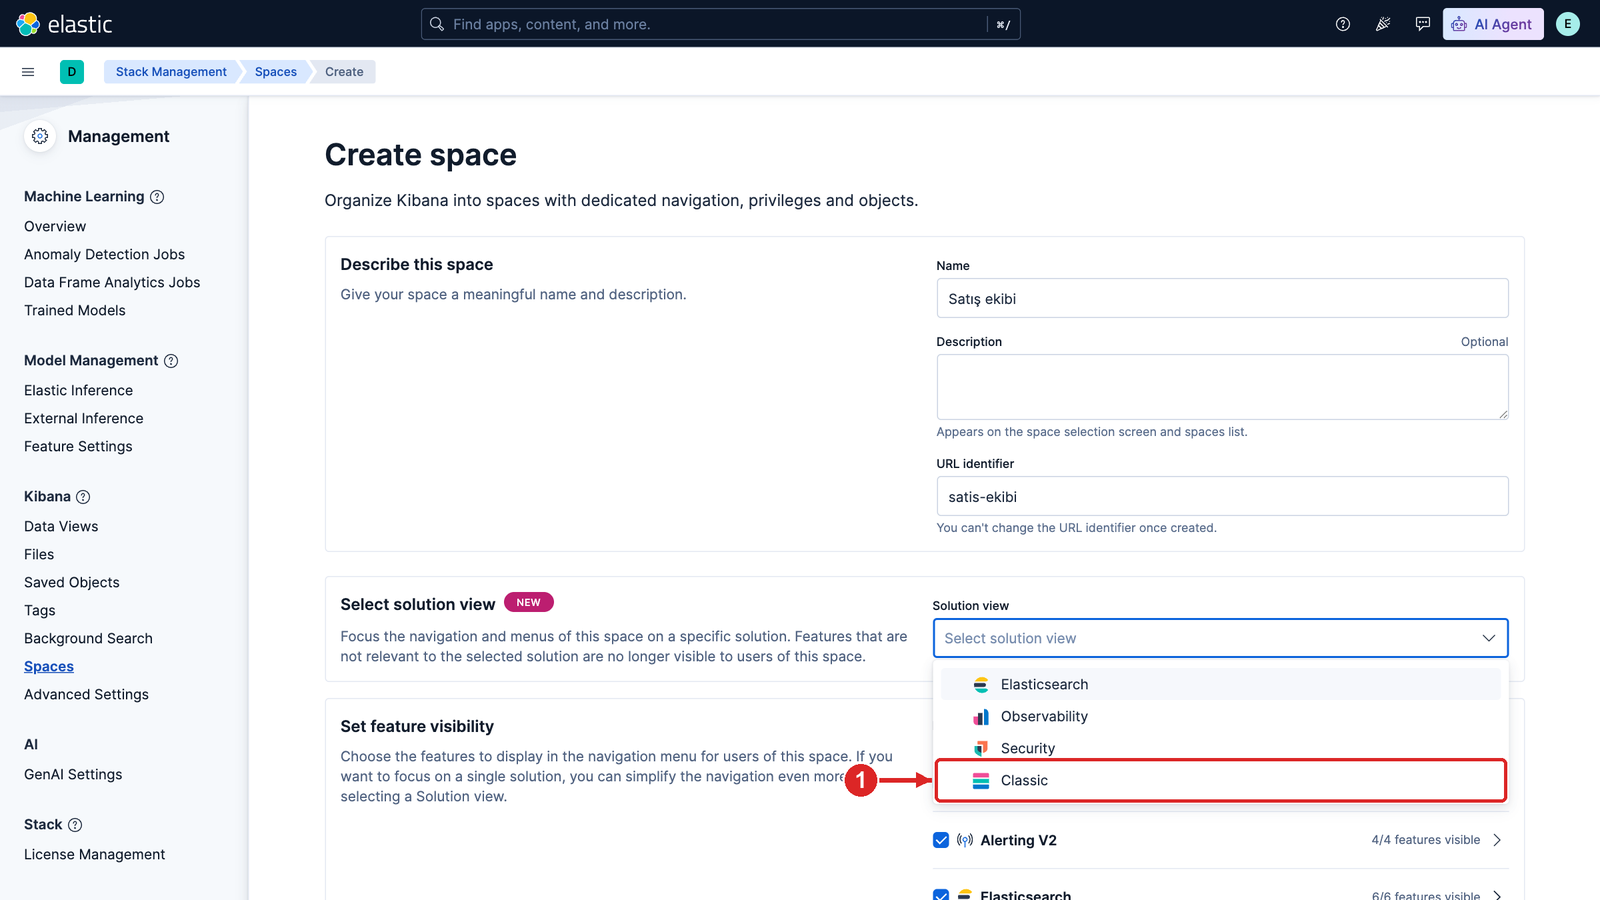 elastic
Find apps, content, and more.
⌘/
AI Agent
E
D
Stack Management
Spaces
Create
Management
Machine Learning
Overview
Anomaly Detection Jobs
Data Frame Analytics Jobs
Trained Models
Model Management
Elastic Inference
External Inference
Feature Settings
Kibana
Data Views
Files
Saved Objects
Tags
Background Search
Spaces
Advanced Settings
AI
GenAI Settings
Stack
License Management
Create space
Organize Kibana into spaces with dedicated navigation, privileges and objects.
Describe this space
Give your space a meaningful name and description.
Name
Satış ekibi
Description
Optional
Appears on the space selection screen and spaces list.
URL identifier
satis-ekibi
You can't change the URL identifier once created.
Select solution view
NEW
Focus the navigation and menus of this space on a specific solution. Features that are
not relevant to the selected solution are no longer visible to users of this space.
Solution view
Select solution view
Elasticsearch
Observability
Security
Classic
Set feature visibility
Choose the features to display in the navigation menu for users of this space. If you
want to focus on a single solution, you can simplify the navigation even more
selecting a Solution view.
1
Alerting V2
4/4 features visible
Elasticsearch
6/6 features visible